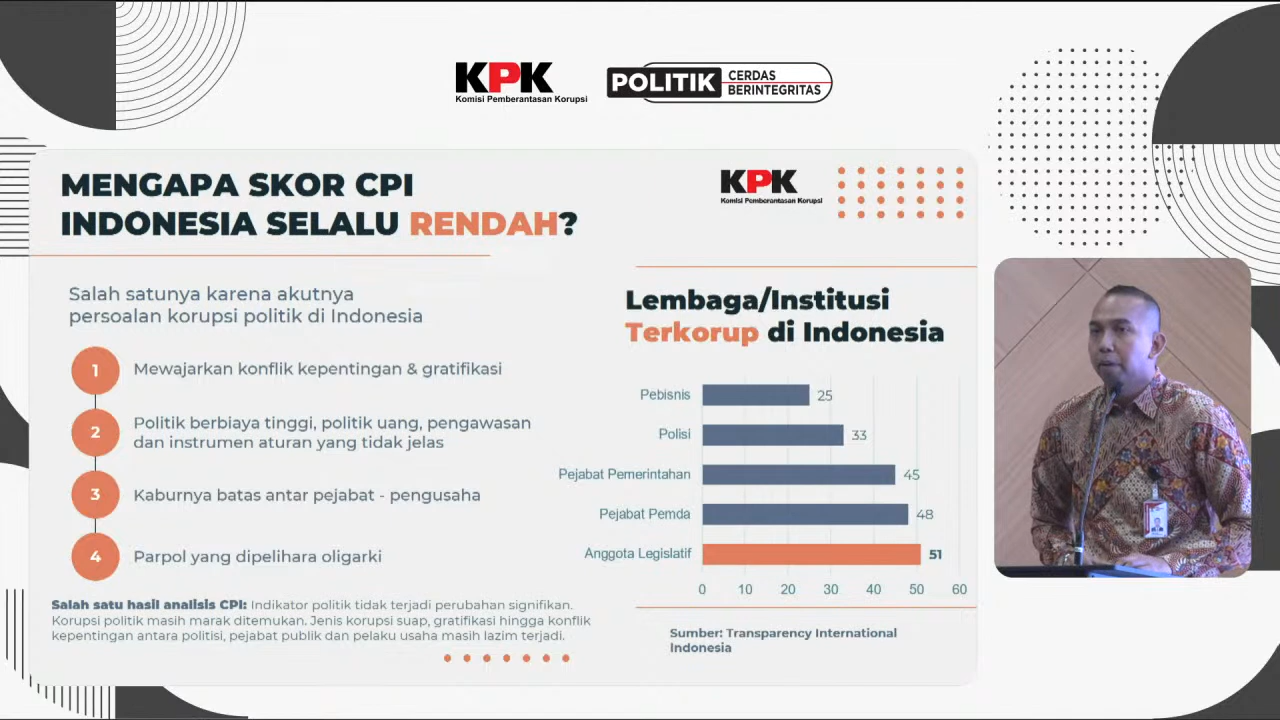 KPK
Komisi Pemberantasan Korupsi
POLITIK
CERDAS
BERINTEGRITAS
MENGAPA SKOR CPI
INDONESIA SELALU RENDAH?
KPK
Komisi Pemberantasan Korupsi
Salah satunya karena akutnya
persoalan korupsi politik di Indonesia
1
Mewajarkan konflik kepentingan & gratifikasi
2
Politik berbiaya tinggi, politik uang, pengawasan
dan instrumen aturan yang tidak jelas
3
Kaburnya batas antar pejabat - pengusaha
4
Parpol yang dipelihara oligarki
Salah satu hasil analisis CPI: Indikator politik tidak terjadi perubahan signifikan.
Korupsi politik masih marak ditemukan. Jenis korupsi suap, gratifikasi hingga konflik
kepentingan antara politisi, pejabat publik dan pelaku usaha masih lazim terjadi.
Lembaga/Institusi
Terkorup di Indonesia
Pebisnis 25
Polisi 33
Pejabat Pemerintahan 45
Pejabat Pemda 48
Anggota Legislatif 51
0 10 20 30 40 50 60
Sumber: Transparency International
Indonesia